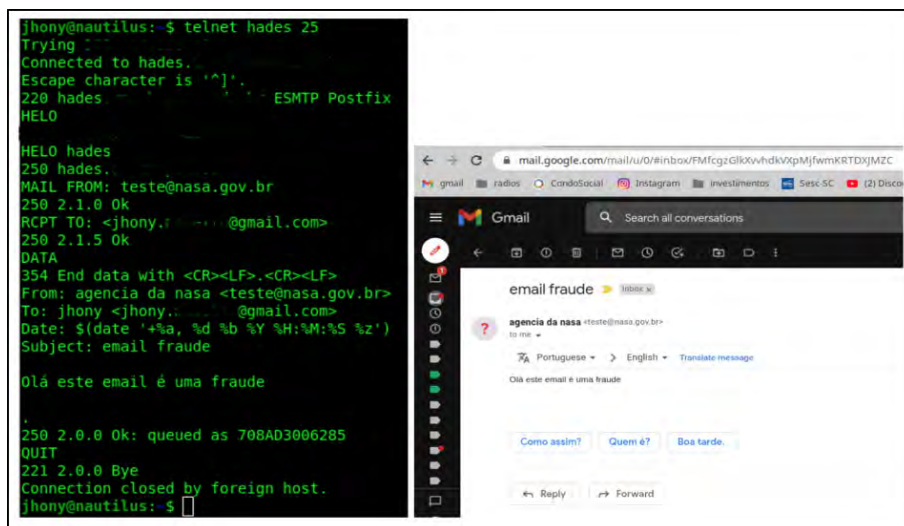 jhony@nautilus:~$ telnet hades 25
Trying
Connected to hades.
Escape character is '^]'.
220 hades ESMTP Postfix
HELO
HELO hades
250 hades.
MAIL FROM: teste@nasa.gov.br
250 2.1.0 Ok
RCPT TO: <jhony. @gmail.com>
250 2.1.5 Ok
DATA
354 End data with <CR><LF>.<CR><LF>
From: agencia da nasa <teste@nasa.gov.br>
To: jhony <jhony. @gmail.com>
Date: $(date '+%a, %d %b %Y %H:%M:%S %z')
Subject: email fraude
Olá este email é uma fraude
.
250 2.0.0 Ok: queued as 708AD3006285
QUIT
221 2.0.0 Bye
Connection closed by foreign host.
jhony@nautilus:~$
mail.google.com/mail/u/0/#inbox/
gmail radios CondoSocial Instagram investimentos Sesc SC (2) Disco
Gmail Search all conversations
email fraude Inbox x
agencia da nasa <teste@nasa.gov.br>
to me
Portuguese > English Translate message
Olá este email é uma fraude
Como assim? Quem é? Boa tarde.
Reply Forward